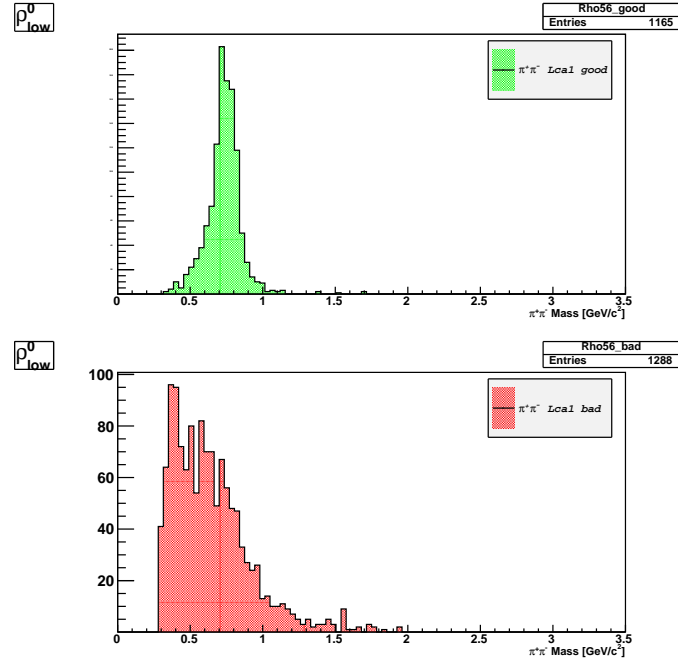 ρ⁰low
Rho56_good
Entries 1165
π⁺π⁻ Lcal good
0 0.5 1 1.5 2 2.5 3 3.5
π⁺π⁻ Mass [GeV/c²]
ρ⁰low
Rho56_bad
Entries 1288
π⁺π⁻ Lcal bad
100
80
60
40
20
0 0.5 1 1.5 2 2.5 3 3.5
π⁺π⁻ Mass [GeV/c²]